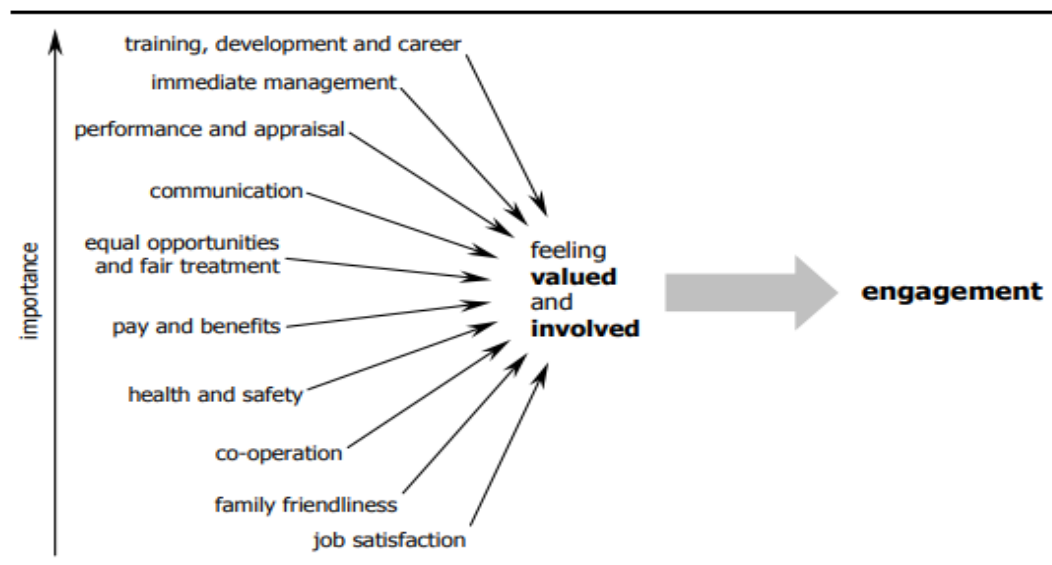 training, development and career
immediate management
performance and appraisal
communication
equal opportunities
and fair treatment
pay and benefits
health and safety
co-operation
family friendliness
job satisfaction
importance
feeling
valued
and
involved
engagement